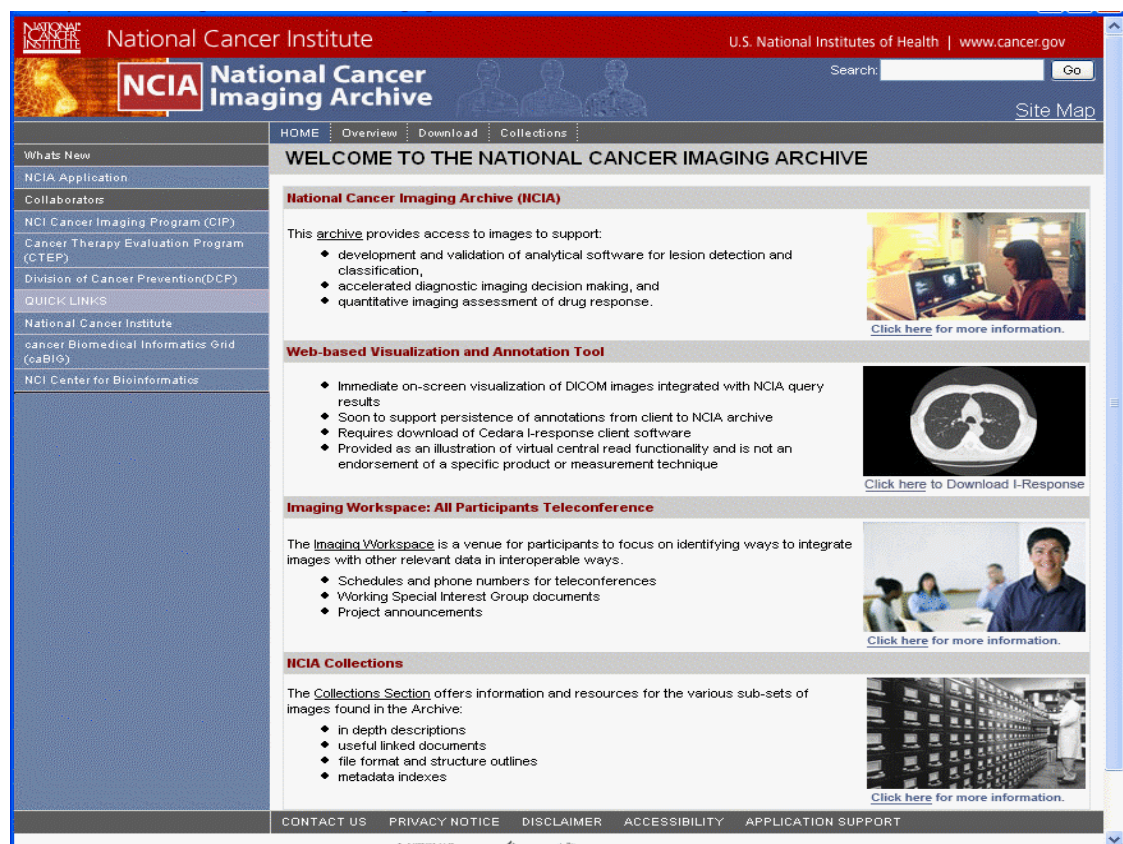 NATIONAL
CANCER
INSTITUTE
National Cancer Institute
U.S. National Institutes of Health | www.cancer.gov
NCIA
National Cancer
Imaging Archive
Search:
Go
Site Map
HOME
Overview
Download
Collections
Whats New
NCIA Application
Collaborators
NCI Cancer Imaging Program (CIP)
Cancer Therapy Evaluation Program
(CTEP)
Division of Cancer Prevention(DCP)
QUICK LINKS
National Cancer Institute
cancer Biomedical Informatics Grid
(caBIG)
NCI Center for Bioinformatics
WELCOME TO THE NATIONAL CANCER IMAGING ARCHIVE
National Cancer Imaging Archive (NCIA)
This archive provides access to images to support:
development and validation of analytical software for lesion detection and
classification,
accelerated diagnostic imaging decision making, and
quantitative imaging assessment of drug response.
Click here for more information.
Web-based Visualization and Annotation Tool
Immediate on-screen visualization of DICOM images integrated with NCIA query
results
Soon to support persistence of annotations from client to NCIA archive
Requires download of Cedara I-response client software
Provided as an illustration of virtual central read functionality and is not an
endorsement of a specific product or measurement technique
Click here to Download I-Response
Imaging Workspace: All Participants Teleconference
The Imaging Workspace is a venue for participants to focus on identifying ways to integrate
images with other relevant data in interoperable ways.
Schedules and phone numbers for teleconferences
Working Special Interest Group documents
Project announcements
Click here for more information.
NCIA Collections
The Collections Section offers information and resources for the various sub-sets of
images found in the Archive:
in depth descriptions
useful linked documents
file format and structure outlines
metadata indexes
Click here for more information.
CONTACT US
PRIVACY NOTICE
DISCLAIMER
ACCESSIBILITY
APPLICATION SUPPORT